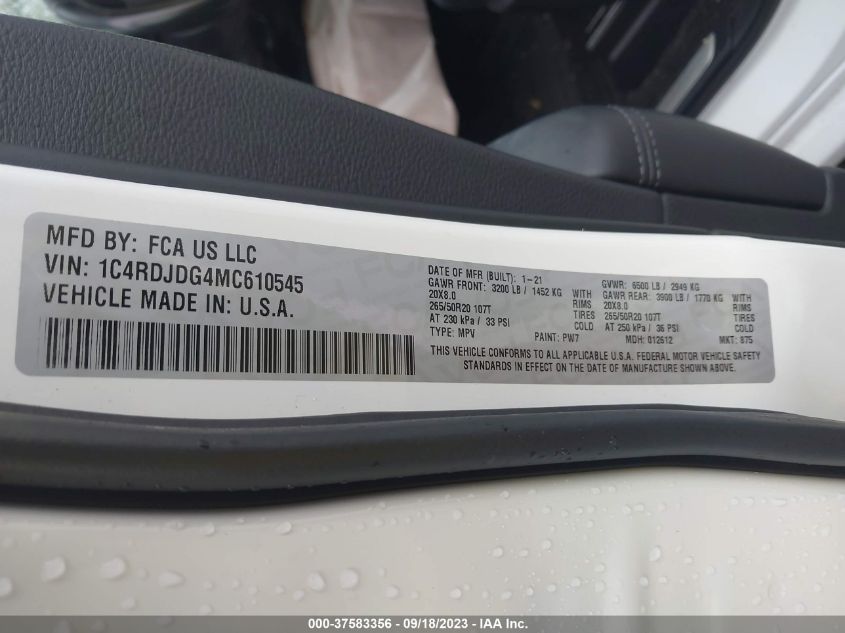 MFD BY: FCA US LLC
VIN: 1C4RDJDG4MC610545
VEHICLE MADE IN: U.S.A.
DATE OF MFR (BUILT): 1-21
GAWR FRONT: 3200 LB / 1452 KG WITH
20X8.0 RIMS
265/50R20 107T TIRES
AT 230 kPa / 33 PSI COLD
TYPE: MPV PAINT: PW7
GVWR: 6500 LB / 2949 KG
GAWR REAR: 3900 LB / 1770 KG WITH
20X8.0 RIMS
265/50R20 107T TIRES
AT 250 kPa / 36 PSI COLD
MDH: 012612 MKT: 875
THIS VEHICLE CONFORMS TO ALL APPLICABLE U.S.A. FEDERAL MOTOR VEHICLE SAFETY
STANDARDS IN EFFECT ON THE DATE OF MANUFACTURE SHOWN ABOVE.
000-37583356 - 09/18/2023 - IAA Inc.